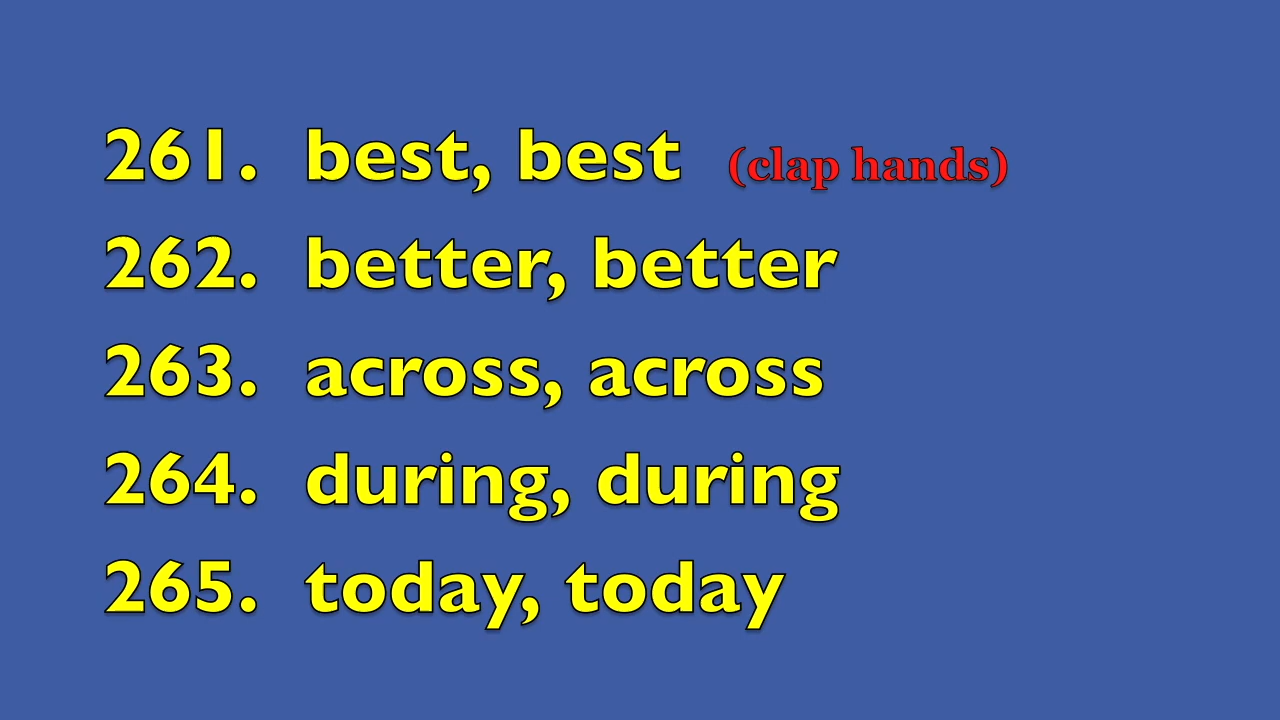 261. best, best (clap hands)
262. better, better
263. across, across
264. during, during
265. today, today